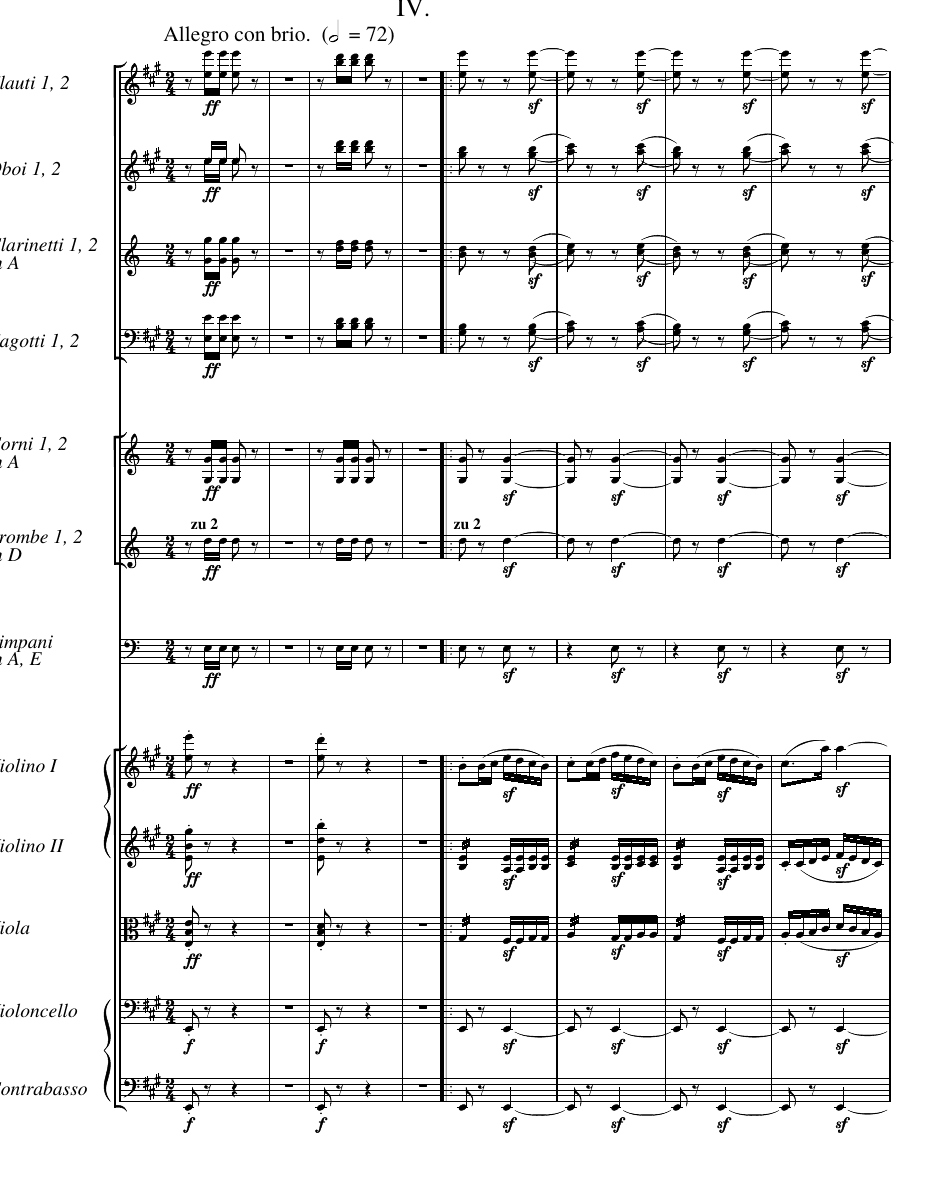 IV.
Allegro con brio. ( = 72)
lauti 1, 2
ff
boi 1, 2
ff
sf sf sf sf
larinetti 1, 2
n A
ff
sf sf sf sf
agotti 1, 2
ff
sf sf sf sf
orni 1, 2
n A
ff
sf sf sf sf
zu 2 zu 2
rombe 1, 2
n D
ff
sf sf sf sf
impani
n A, E
ff
sf sf sf sf
iolino I
ff
sf sf sf sf
iolino II
ff
sf sf sf sf
iola
ff
sf sf sf sf
ioloncello
f f
sf sf sf sf
ontrabasso
f f
sf sf sf sf